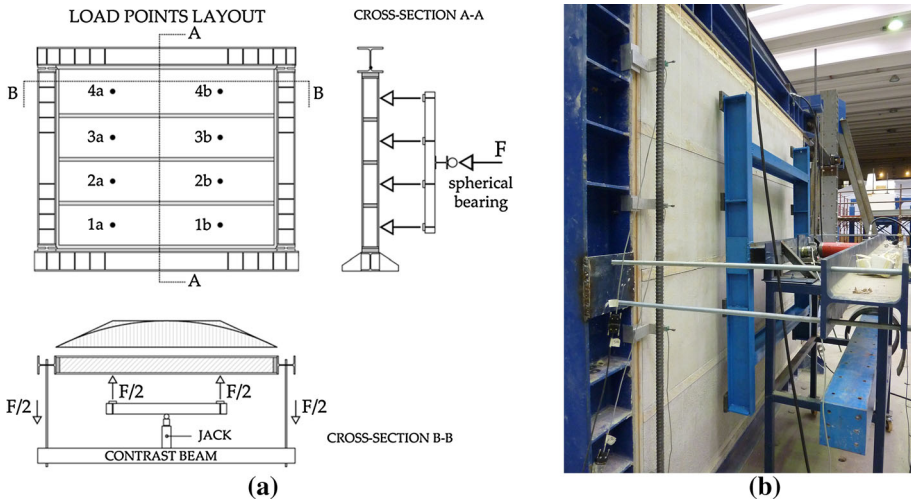 LOAD POINTS LAYOUT
A
B
B
4a
4b
3a
3b
2a
2b
1a
1b
A
CROSS-SECTION A-A
F
spherical
bearing
F/2
F/2
F/2
F/2
JACK
CONTRAST BEAM
CROSS-SECTION B-B
(a)
(b)